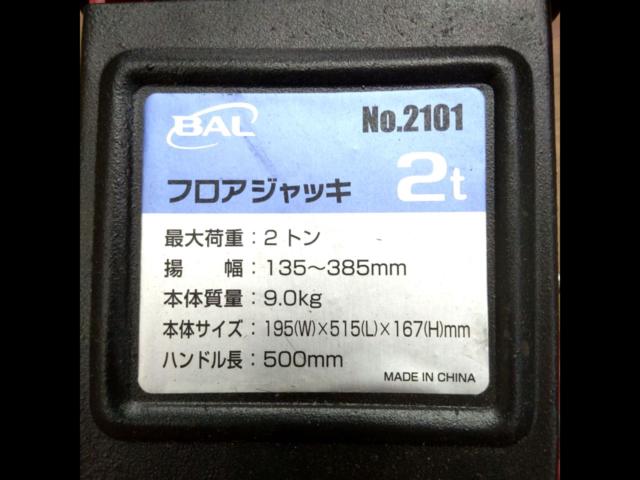 BAL No.2101
フロアジャッキ 2t
最大荷重：2トン
揚　幅：135〜385mm
本体質量：9.0kg
本体サイズ：195(W)×515(L)×167(H)mm
ハンドル長：500mm
MADE IN CHINA